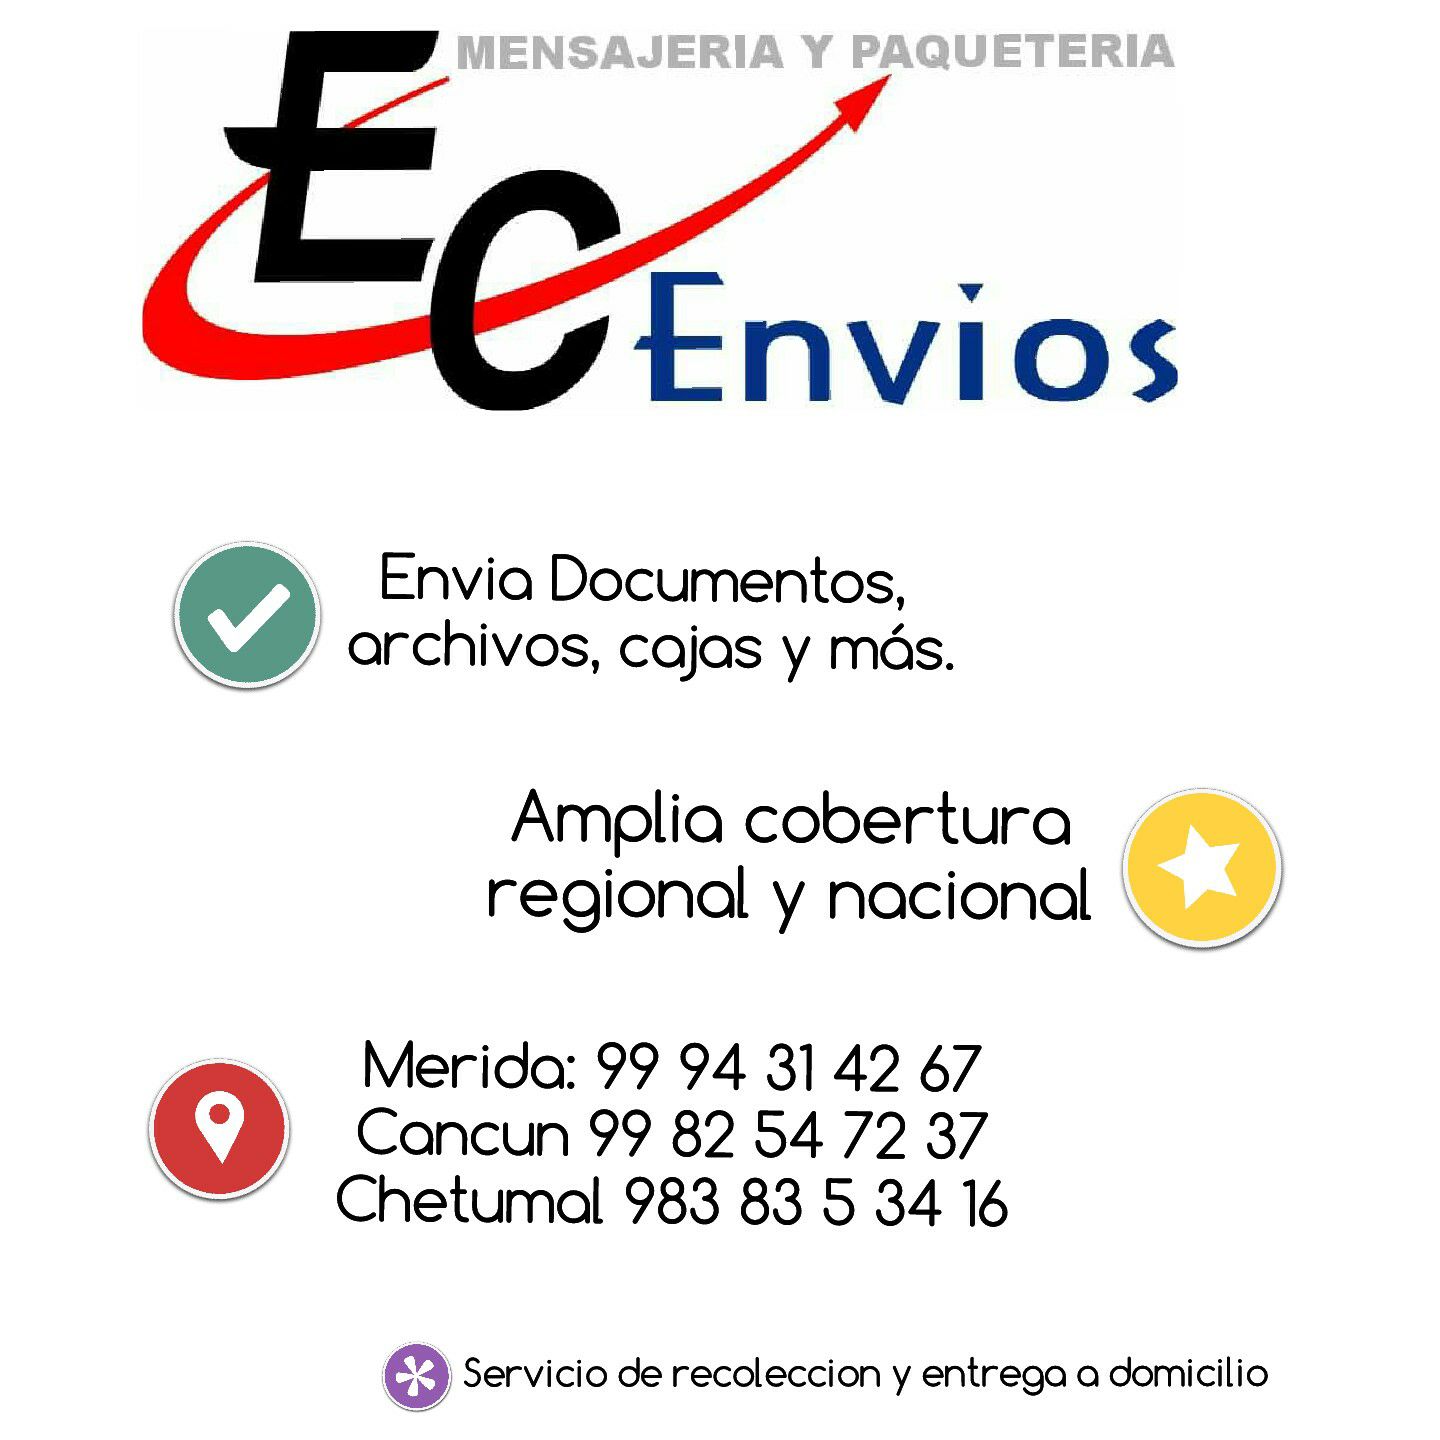 MENSAJERIA Y PAQUETERIA
EC
Envios
Envia Documentos,
archivos, cajas y más.
Amplia cobertura
regional y nacional
Merida: 99 94 31 42 67
Cancun 99 82 54 72 37
Chetumal 983 83 5 34 16
Servicio de recoleccion y entrega a domicilio